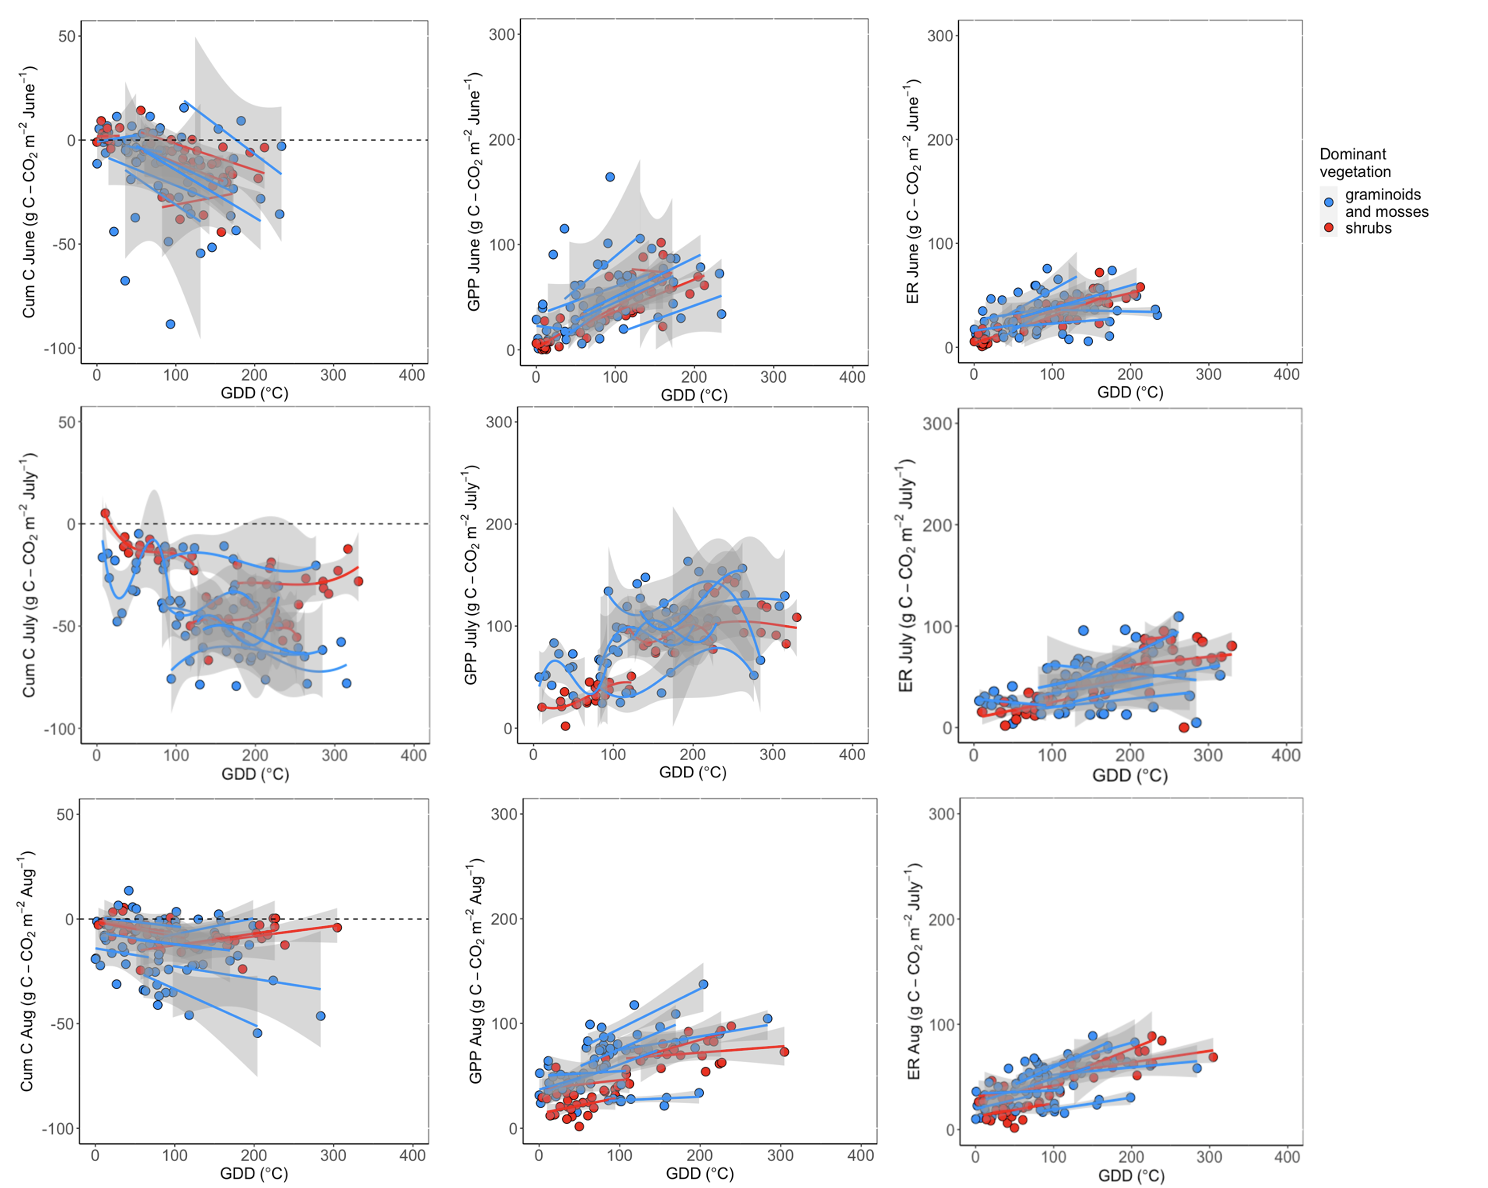 50
0
-50
-100
Cum C June (g C – CO2 m−2 June−1)
0 100 200 300 400
GDD (°C)
300
200
100
0
GPP June (g C – CO2 m−2 June−1)
0 100 200 300 400
GDD (°C)
300
200
100
0
ER June (g C – CO2 m−2 June−1)
0 100 200 300 400
GDD (°C)
Dominant
vegetation
graminoids
and mosses
shrubs
50
0
-50
-100
Cum C July (g C – CO2 m−2 July−1)
0 100 200 300 400
GDD (°C)
300
200
100
0
GPP July (g C – CO2 m−2 July−1)
0 100 200 300 400
GDD (°C)
300
200
100
0
ER July (g C – CO2 m−2 July−1)
0 100 200 300 400
GDD (°C)
50
0
-50
-100
Cum C Aug (g C – CO2 m−2 Aug−1)
0 100 200 300 400
GDD (°C)
300
200
100
0
GPP Aug (g C – CO2 m−2 Aug−1)
0 100 200 300 400
GDD (°C)
300
200
100
0
ER Aug (g C – CO2 m−2 July−1)
0 100 200 300 400
GDD (°C)